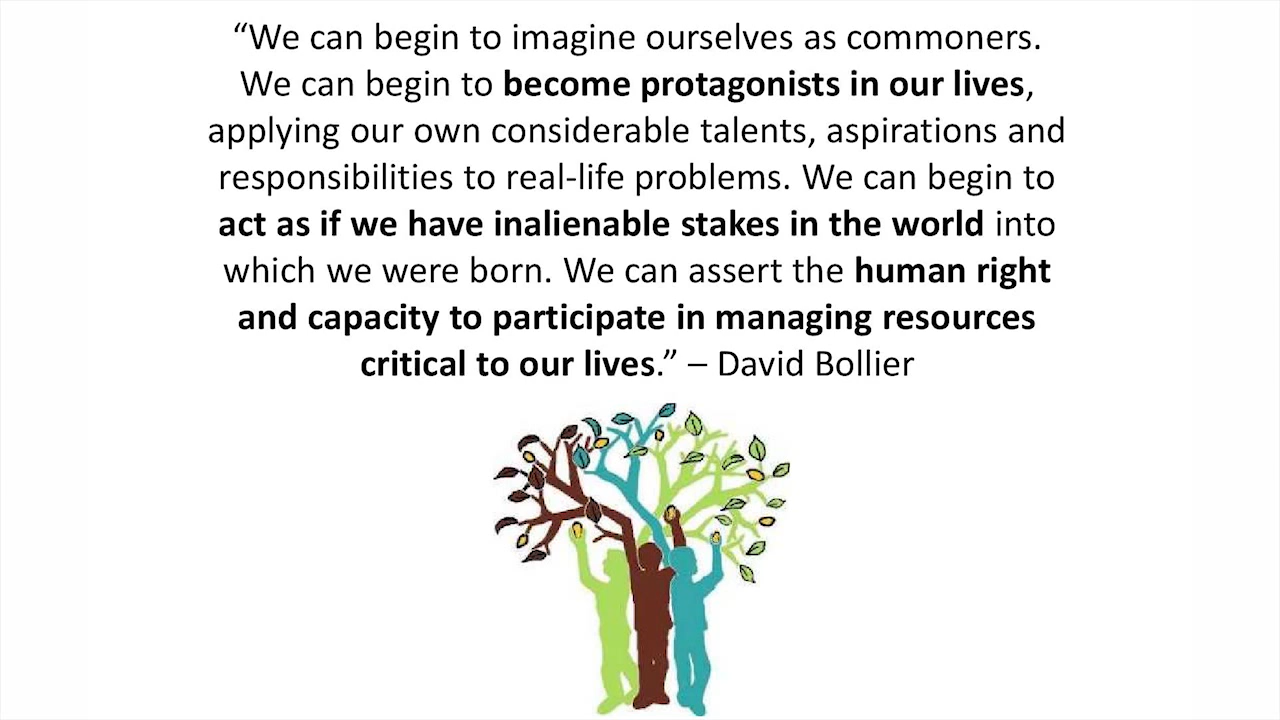 “We can begin to imagine ourselves as commoners.
We can begin to become protagonists in our lives,
applying our own considerable talents, aspirations and
responsibilities to real-life problems. We can begin to
act as if we have inalienable stakes in the world into
which we were born. We can assert the human right
and capacity to participate in managing resources
critical to our lives.” – David Bollier